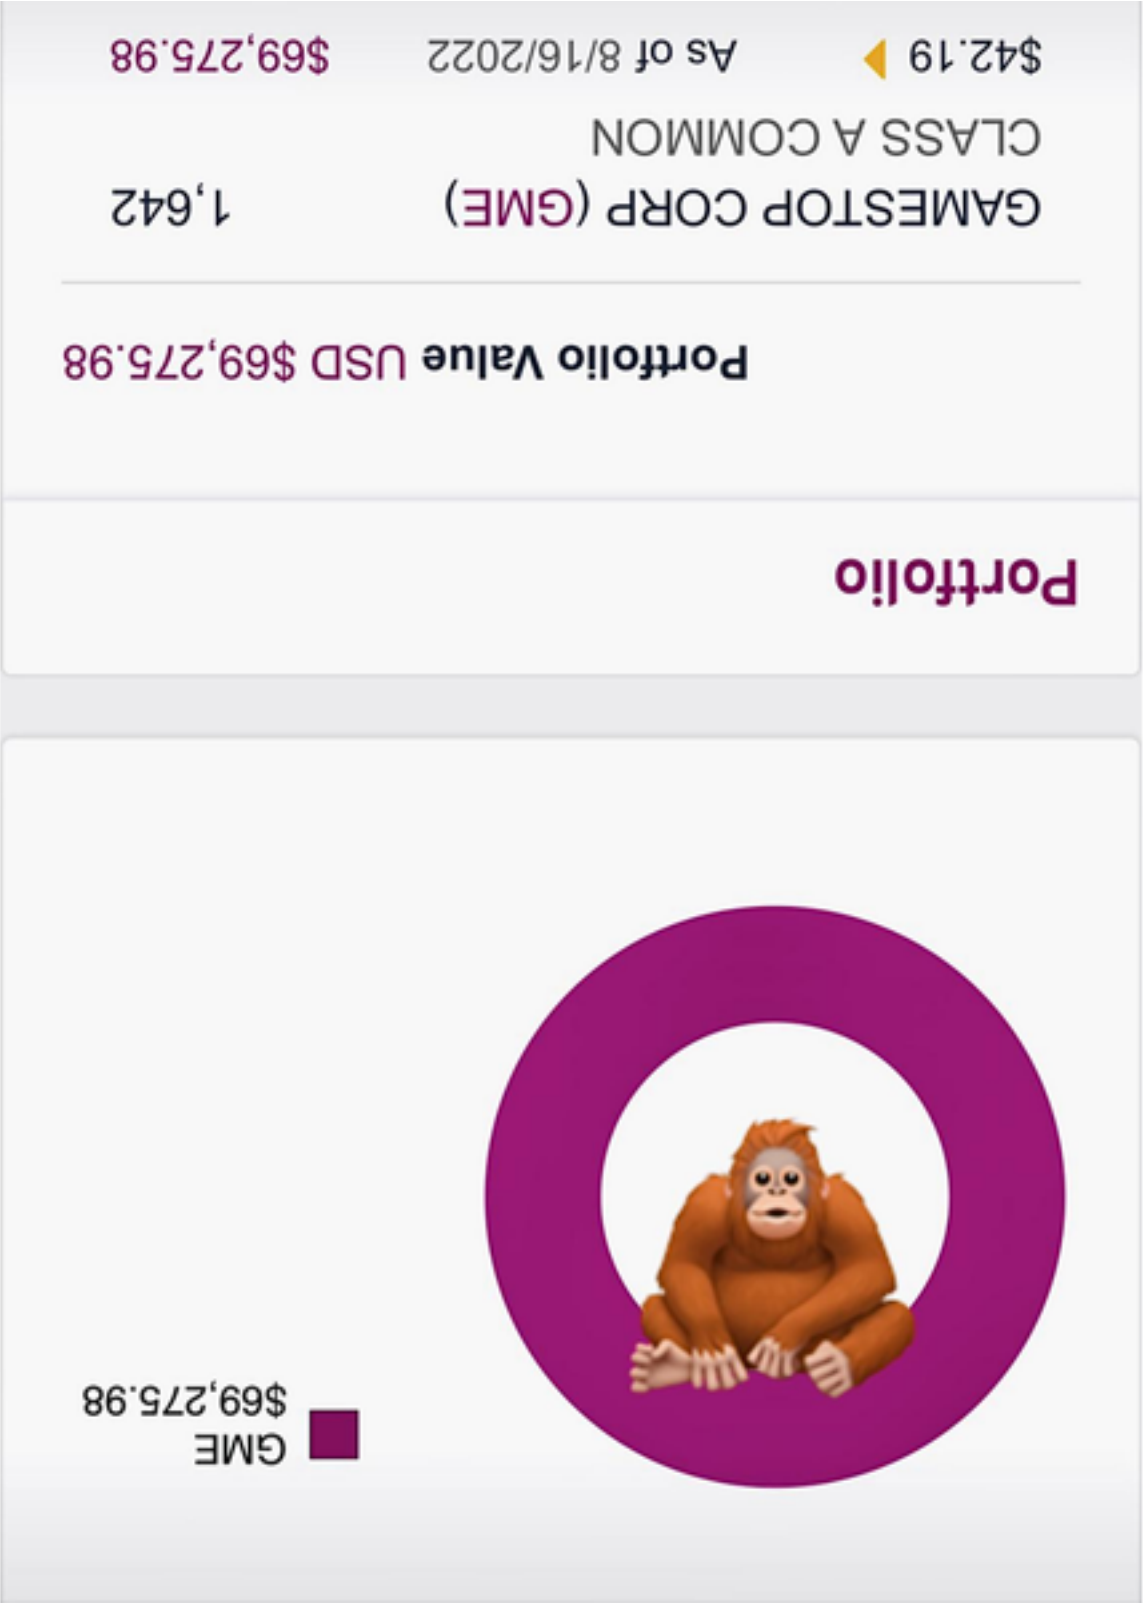 GME
$69,275.98
Portfolio
Portfolio Value USD $69,275.98
GAMESTOP CORP (GME) 1,642
CLASS A COMMON
$42.19 As of 8/16/2022 $69,275.98